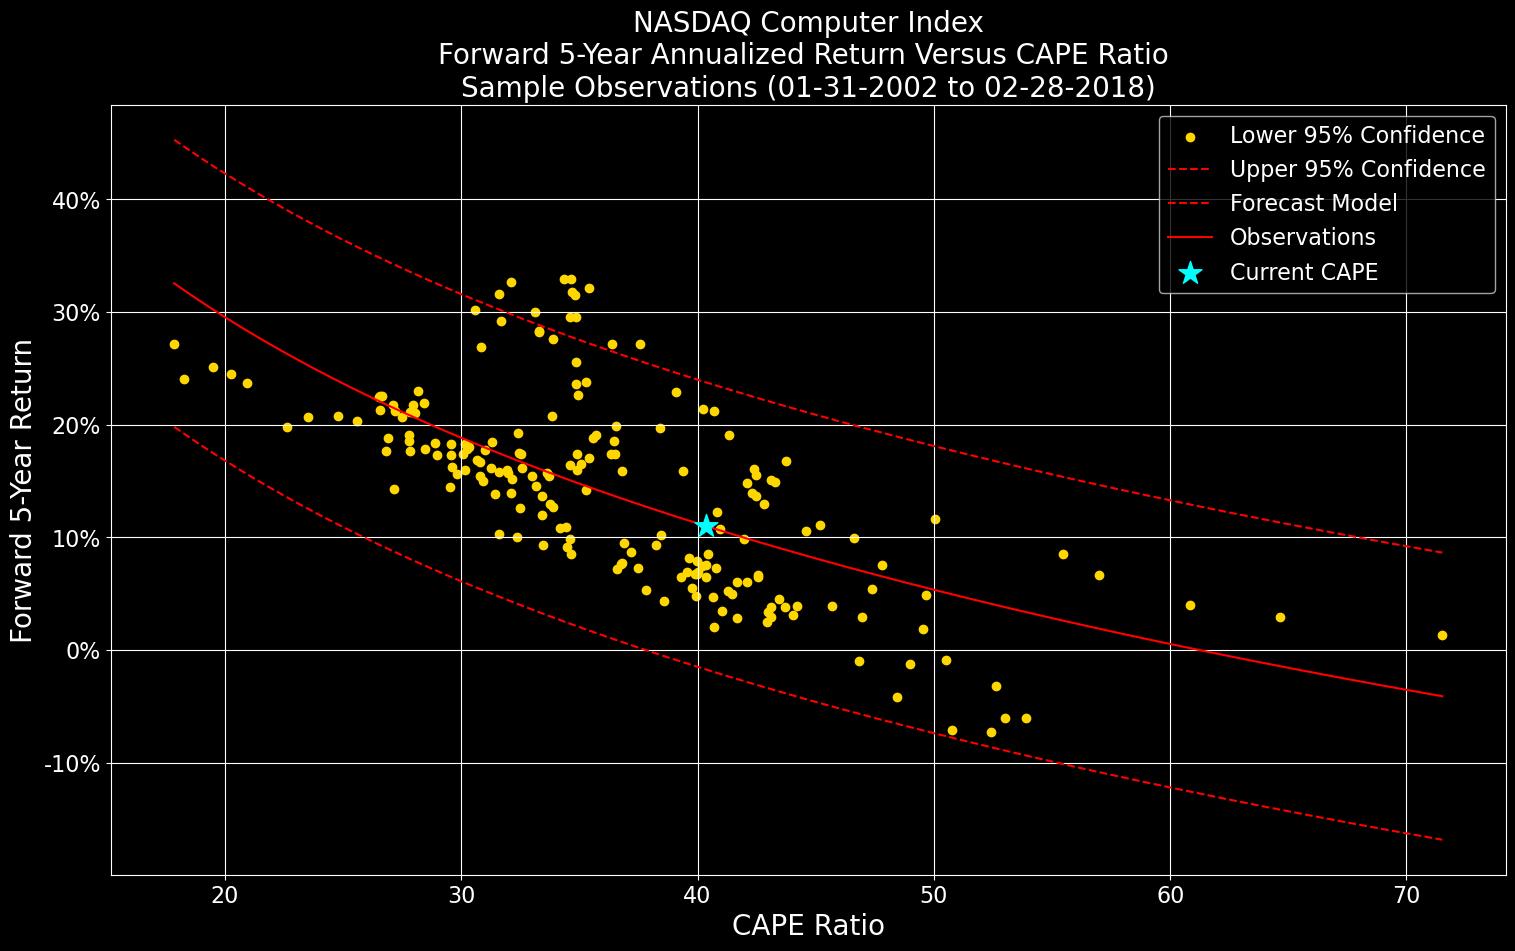 NASDAQ Computer Index
Forward 5-Year Annualized Return Versus CAPE Ratio
Sample Observations (01-31-2002 to 02-28-2018)
Lower 95% Confidence
Upper 95% Confidence
Forecast Model
Observations
Current CAPE
Forward 5-Year Return
40%
30%
20%
10%
0%
-10%
20 30 40 50 60 70
CAPE Ratio